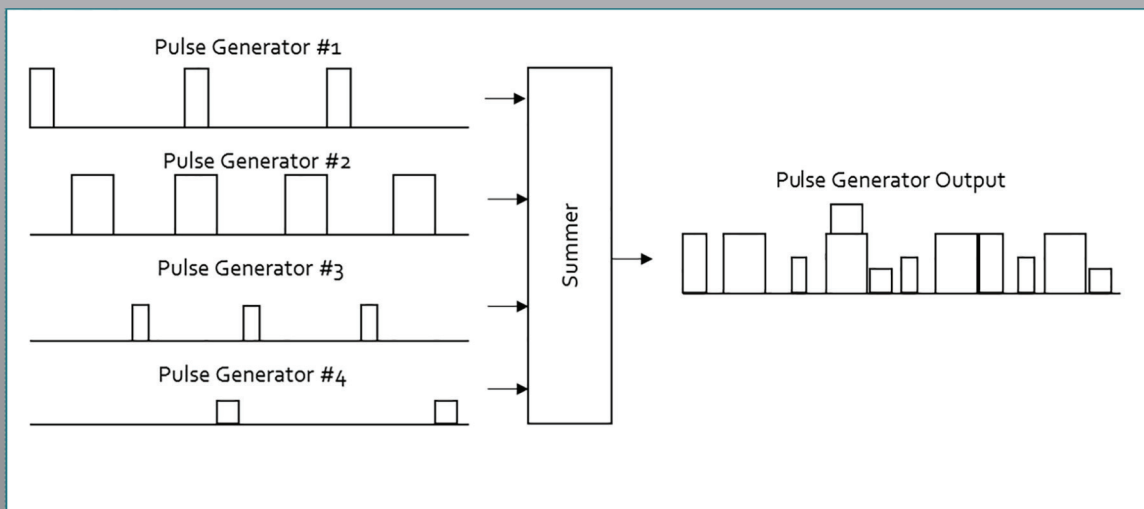 Pulse Generator #1
Pulse Generator #2
Pulse Generator #3
Pulse Generator #4
Summer
Pulse Generator Output